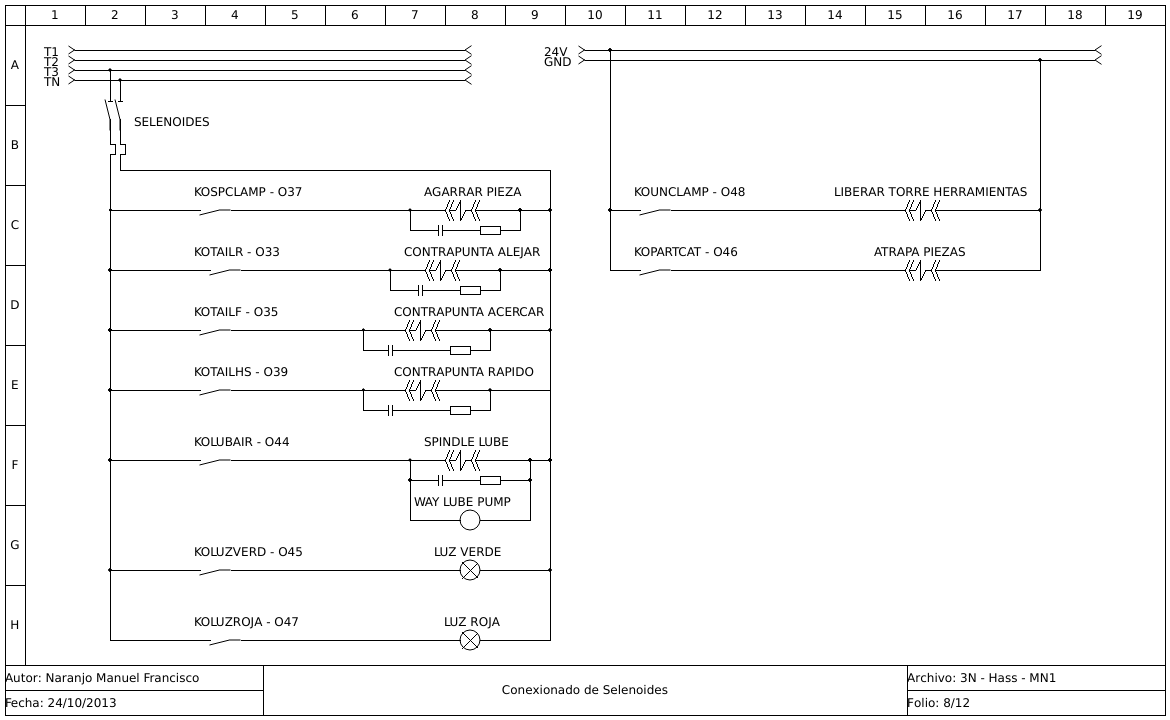 1 2 3 4 5 6 7 8 9 10 11 12 13 14 15 16 17 18 19
A
B
C
D
E
F
G
H
T1
T2
T3
TN
24V
GND
SELENOIDES
KOSPCLAMP - O37 AGARRAR PIEZA
KOUNCLAMP - O48 LIBERAR TORRE HERRAMIENTAS
KOTAILR - O33 CONTRAPUNTA ALEJAR
KOPARTCAT - O46 ATRAPA PIEZAS
KOTAILF - O35 CONTRAPUNTA ACERCAR
KOTAILHS - O39 CONTRAPUNTA RAPIDO
KOLUBAIR - O44 SPINDLE LUBE
WAY LUBE PUMP
KOLUZVERD - O45 LUZ VERDE
KOLUZROJA - O47 LUZ ROJA
Autor: Naranjo Manuel Francisco
Fecha: 24/10/2013
Conexionado de Selenoides
Archivo: 3N - Hass - MN1
Folio: 8/12